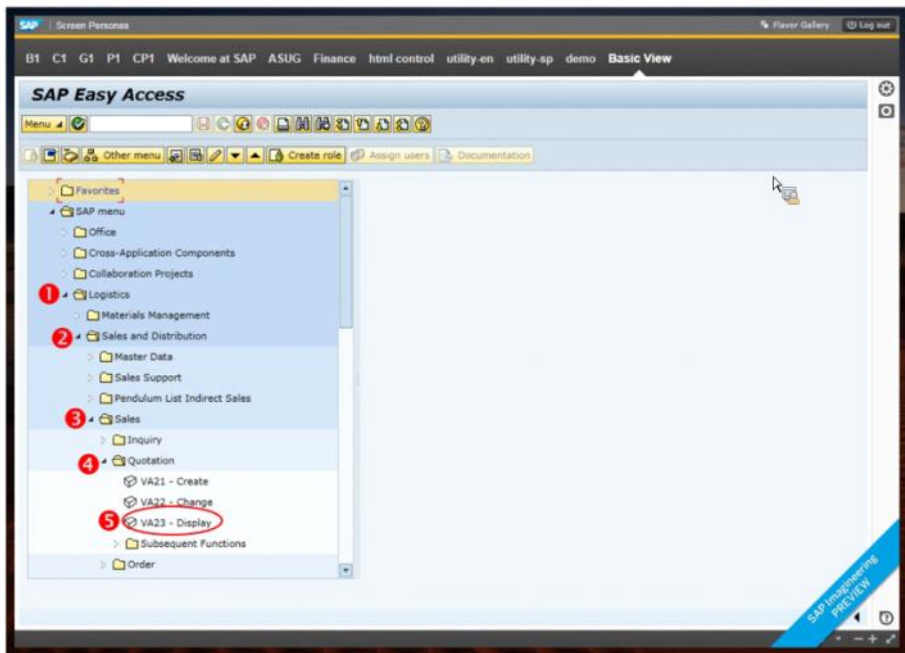 SAP Screen Personas Flavor Gallery Log out
B1 C1 G1 P1 CP1 Welcome at SAP ASUG Finance html control utility-en utility-sp demo Basic View
SAP Easy Access
Menu
Other menu Create role Assign users Documentation
Favorites
SAP menu
Office
Cross-Application Components
Collaboration Projects
1 Logistics
Materials Management
2 Sales and Distribution
Master Data
Sales Support
Pendulum List Indirect Sales
3 Sales
Inquiry
4 Quotation
VA21 - Create
VA22 - Change
5 VA23 - Display
Subsequent Functions
Order
SAP Imagineering
PREVIEW